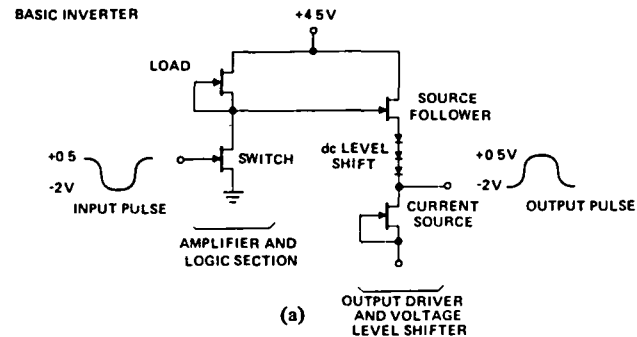 BASIC INVERTER
+4 5V
LOAD
SOURCE
FOLLOWER
dc LEVEL
SHIFT
SWITCH
+0 5
-2V
INPUT PULSE
+0 5V
-2V
OUTPUT PULSE
CURRENT
SOURCE
AMPLIFIER AND
LOGIC SECTION
OUTPUT DRIVER
AND VOLTAGE
LEVEL SHIFTER
(a)